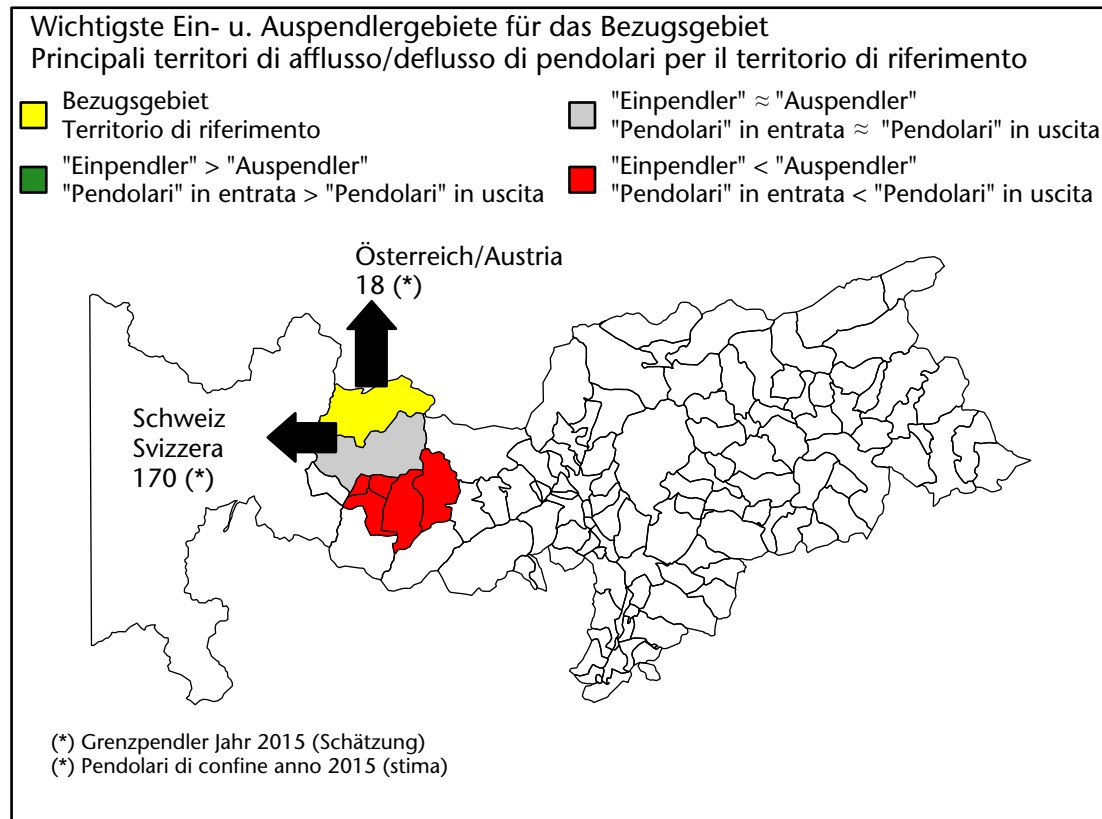 Wichtigste Ein- u. Auspendlergebiete für das Bezugsgebiet
Principali territori di afflusso/deflusso di pendolari per il territorio di riferimento
Bezugsgebiet
Territorio di riferimento
"Einpendler" > "Auspendler"
"Pendolari" in entrata > "Pendolari" in uscita
"Einpendler" ≈ "Auspendler"
"Pendolari" in entrata ≈ "Pendolari" in uscita
"Einpendler" < "Auspendler"
"Pendolari" in entrata < "Pendolari" in uscita
Österreich/Austria
18 (*)
Schweiz
Svizzera
170 (*)
(*) Grenzpendler Jahr 2015 (Schätzung)
(*) Pendolari di confine anno 2015 (stima)